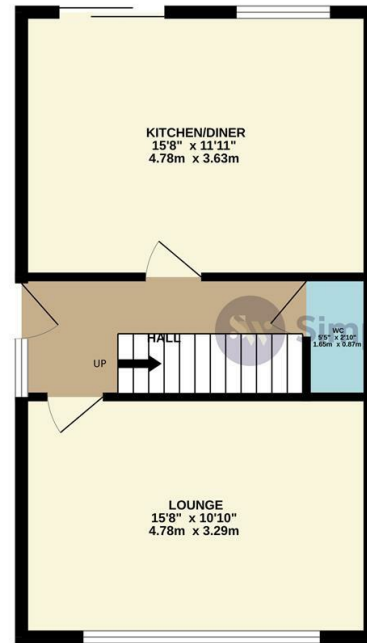 KITCHEN/DINER
15'8" x 11'11"
4.78m x 3.63m
HALL
UP
WC
5'5" x 2'10"
1.65m x 0.87m
LOUNGE
15'8" x 10'10"
4.78m x 3.29m